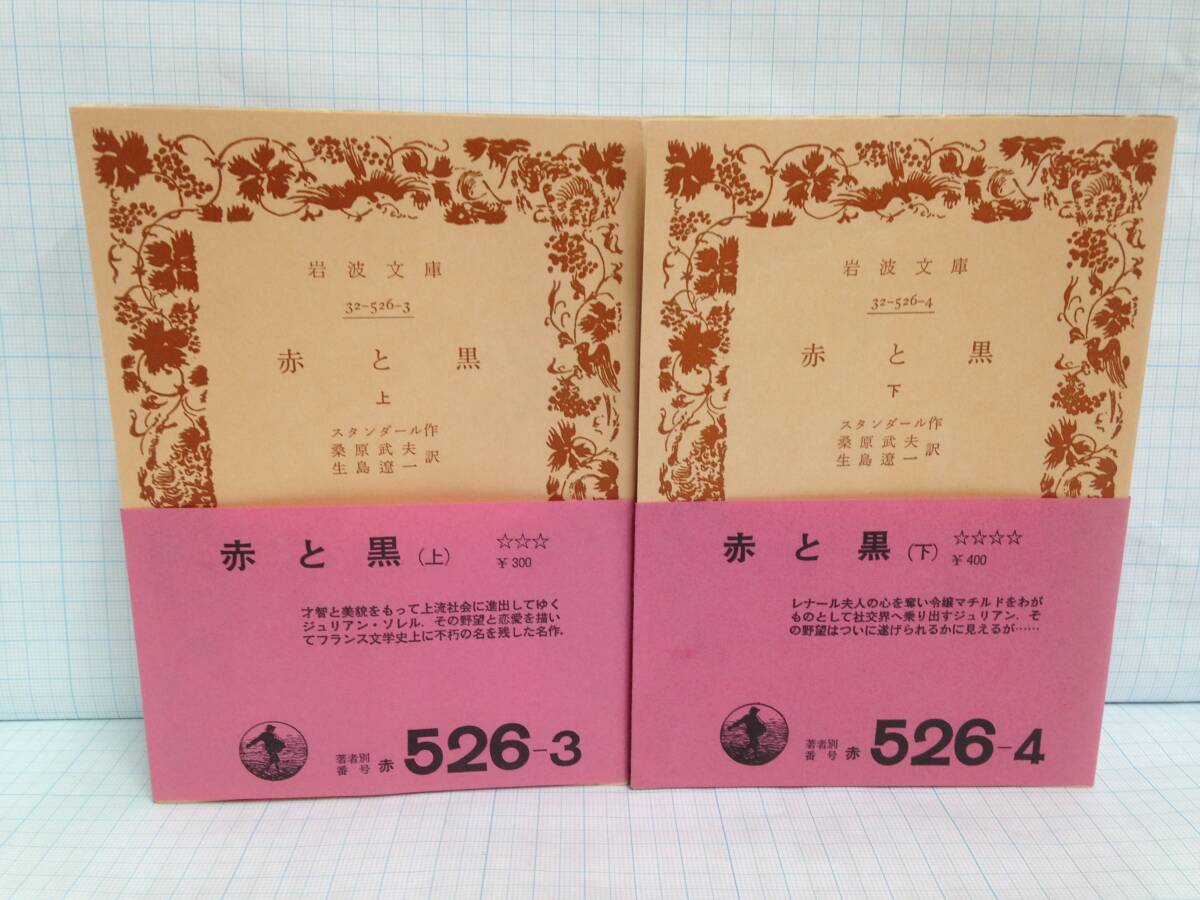 岩波文庫
32-526-3
赤と黒
上
スタンダール作
桑原武夫
生島遼一訳
赤と黒(上) ☆☆☆
¥300
才智と美貌をもって上流社会に進出してゆく
ジュリアン・ソレル.その野望と恋愛を描い
てフランス文学史上に不朽の名を残した名作.
著者別
番号 赤 526-3
岩波文庫
32-526-4
赤と黒
下
スタンダール作
桑原武夫
生島遼一訳
赤と黒(下) ☆☆☆☆
¥400
レナール夫人の心を奪い令嬢マチルドをわが
ものとして社交界へ乗り出すジュリアン.そ
の野望はついに遂げられるかに見えるが……
著者別
番号 赤 526-4